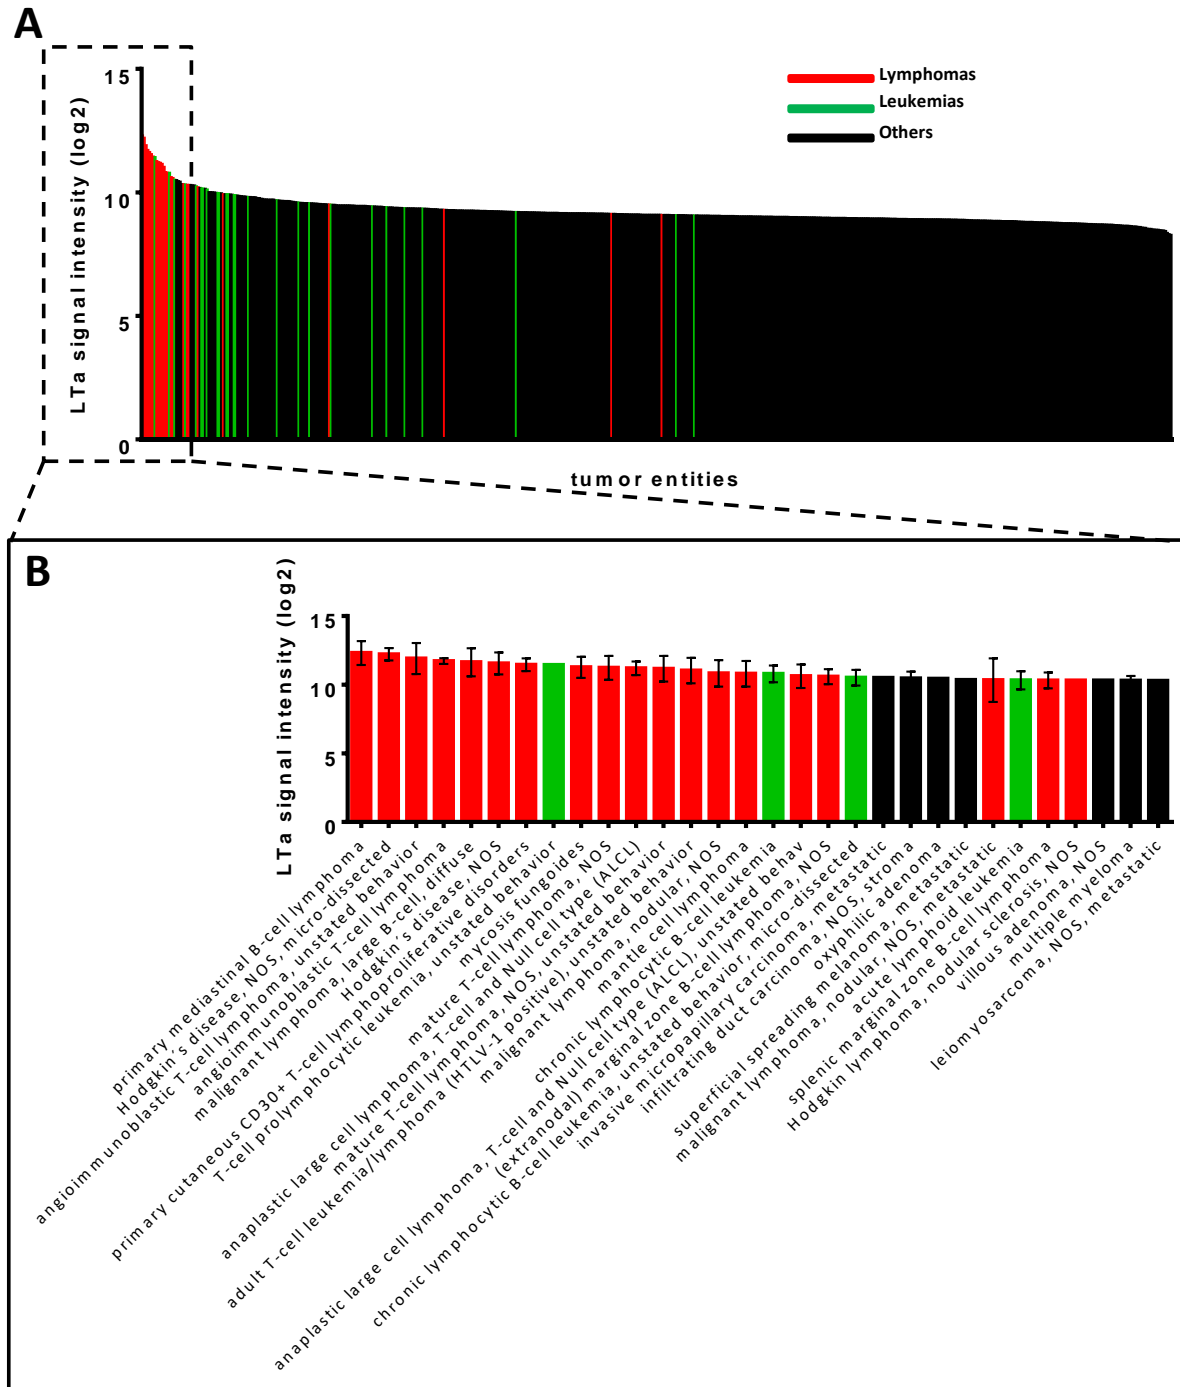 A
15
10
5
0
LTa signal intensity (log2)
Lymphomas
Leukemias
Others
tumor entities
B
15
10
5
0
LTa signal intensity (log2)
primary mediastinal B-cell lymphoma
Hodgkin's disease, NOS, micro-dissected
angioimmunoblastic T-cell lymphoma, unstated behavior
angioimmunoblastic T-cell lymphoma
malignant lymphoma, large B-cell, diffuse
Hodgkin's disease, NOS
primary cutaneous CD30+ T-cell lymphoproliferative disorders
T-cell prolymphocytic leukemia, unstated behavior
mycosis fungoides
mature T-cell lymphoma, NOS
anaplastic large cell lymphoma, T-cell and Null cell type (ALCL)
mature T-cell lymphoma, NOS, unstated behavior
adult T-cell leukemia/lymphoma (HTLV-1 positive), unstated behavior
malignant lymphoma, nodular, NOS
mantle cell lymphoma
chronic lymphocytic B-cell leukemia
anaplastic large cell lymphoma, T-cell and Null cell type (ALCL), unstated behav
(extranodal) marginal zone B-cell lymphoma, NOS
chronic lymphocytic B-cell leukemia, unstated behavior, micro-dissected
invasive micropapillary carcinoma, metastatic
infiltrating duct carcinoma, NOS, stroma
oxyphilic adenoma
superficial spreading melanoma, metastatic
malignant lymphoma, nodular, NOS, metastatic
acute lymphoid leukemia
splenic marginal zone B-cell lymphoma
Hodgkin lymphoma, nodular sclerosis, NOS
villous adenoma, NOS
multiple myeloma
leiomyosarcoma, NOS, metastatic